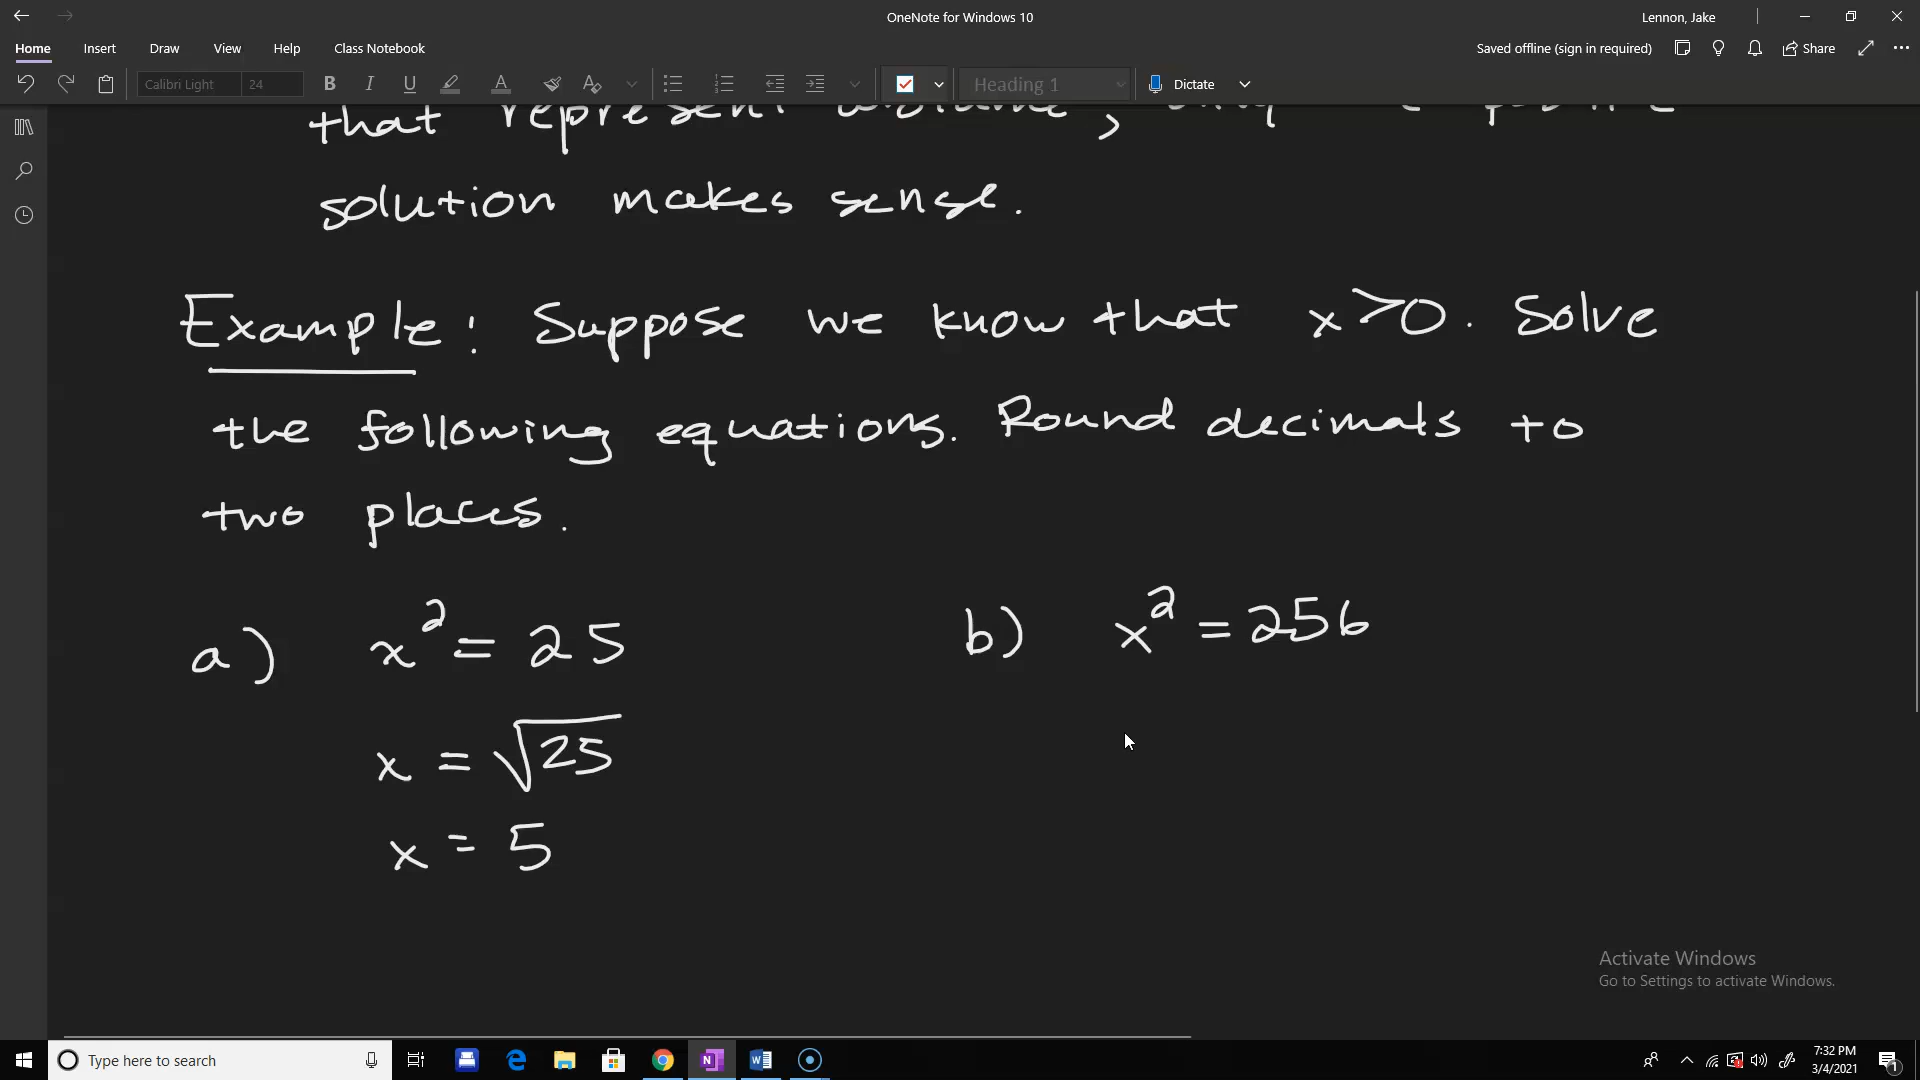 OneNote for Windows 10
Lennon, Jake
Home Insert Draw View Help Class Notebook
Saved offline (sign in required) Share
Calibri Light 24 B I U A A Heading 1 Dictate
that represent
solution makes sense.
Example: Suppose we know that x>0. Solve
the following equations. Round decimals to
two places.
a) x² = 25
x = √25
x = 5
b) x² = 256
Activate Windows
Go to Settings to activate Windows.
Type here to search
7:32 PM
3/4/2021
1